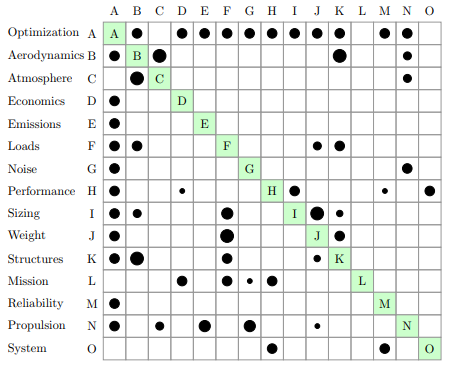 A B C D E F G H I J K L M N O
Optimization A A
Aerodynamics B B
Atmosphere C C
Economics D D
Emissions E E
Loads F F
Noise G G
Performance H H
Sizing I I
Weight J J
Structures K K
Mission L L
Reliability M M
Propulsion N N
System O O